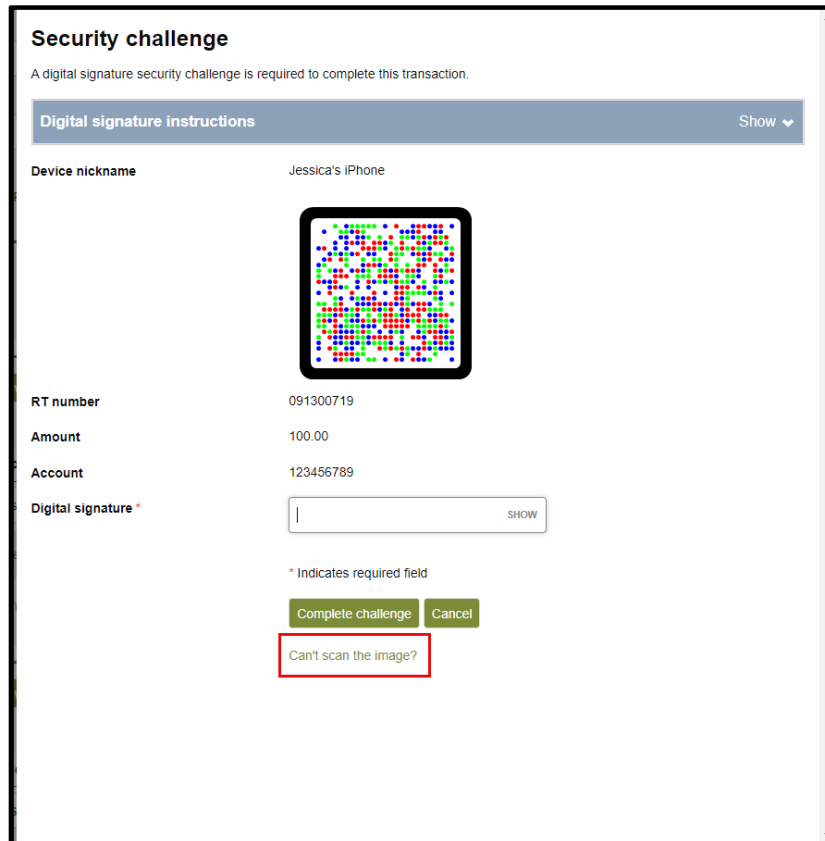 Security challenge
A digital signature security challenge is required to complete this transaction.
Digital signature instructions Show
Device nickname Jessica's iPhone
RT number 091300719
Amount 100.00
Account 123456789
Digital signature * SHOW
* Indicates required field
Complete challenge Cancel
Can't scan the image?